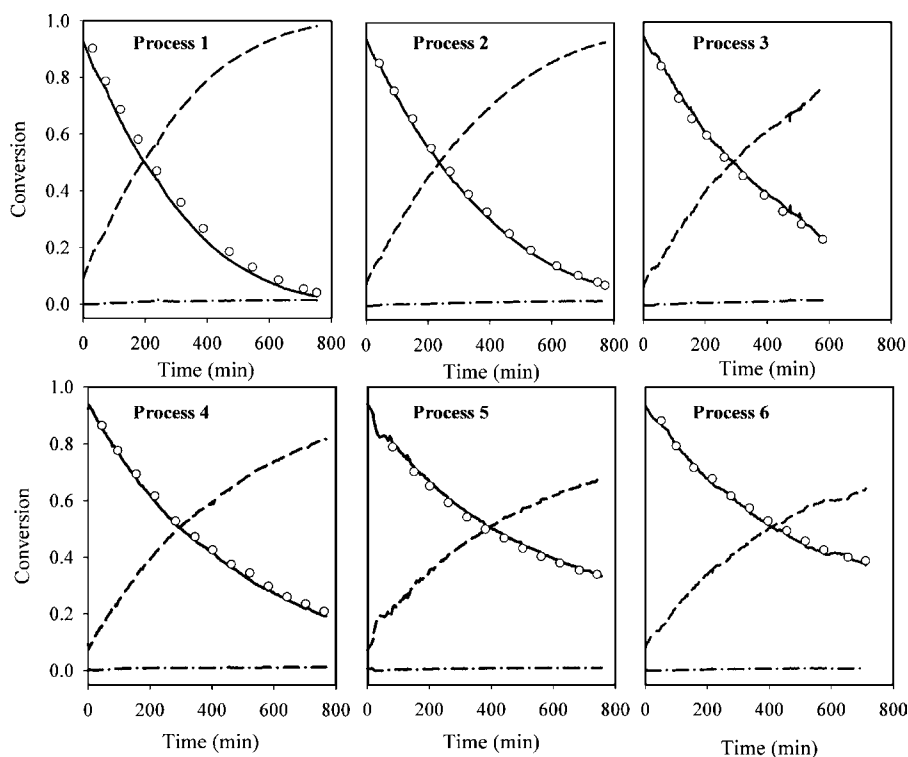 Process 1
Process 2
Process 3
1.0
0.8
0.6
0.4
0.2
0.0
Conversion
0 200 400 600 800
0 200 400 600 800
0 200 400 600 800
Time (min)
Time (min)
Time (min)
Process 4
Process 5
Process 6
1.0
0.8
0.6
0.4
0.2
0.0
Conversion
0 200 400 600 800
0 200 400 600 800
0 200 400 600 800
Time (min)
Time (min)
Time (min)